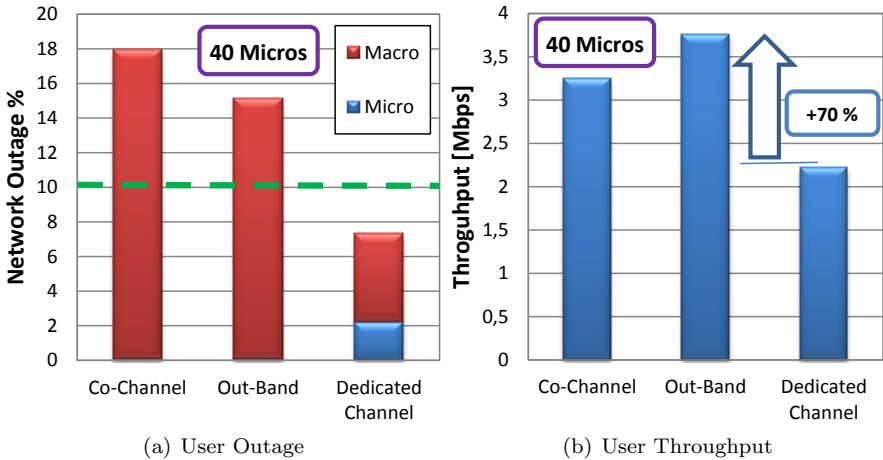 Network Outage %
20
18
16
14
12
10
8
6
4
2
0
40 Micros
Macro
Micro
Co-Channel
Out-Band
Dedicated
Channel
(a) User Outage
Throguhput [Mbps]
4
3,5
3
2,5
2
1,5
1
0,5
0
40 Micros
+70 %
Co-Channel
Out-Band
Dedicated
Channel
(b) User Throughput